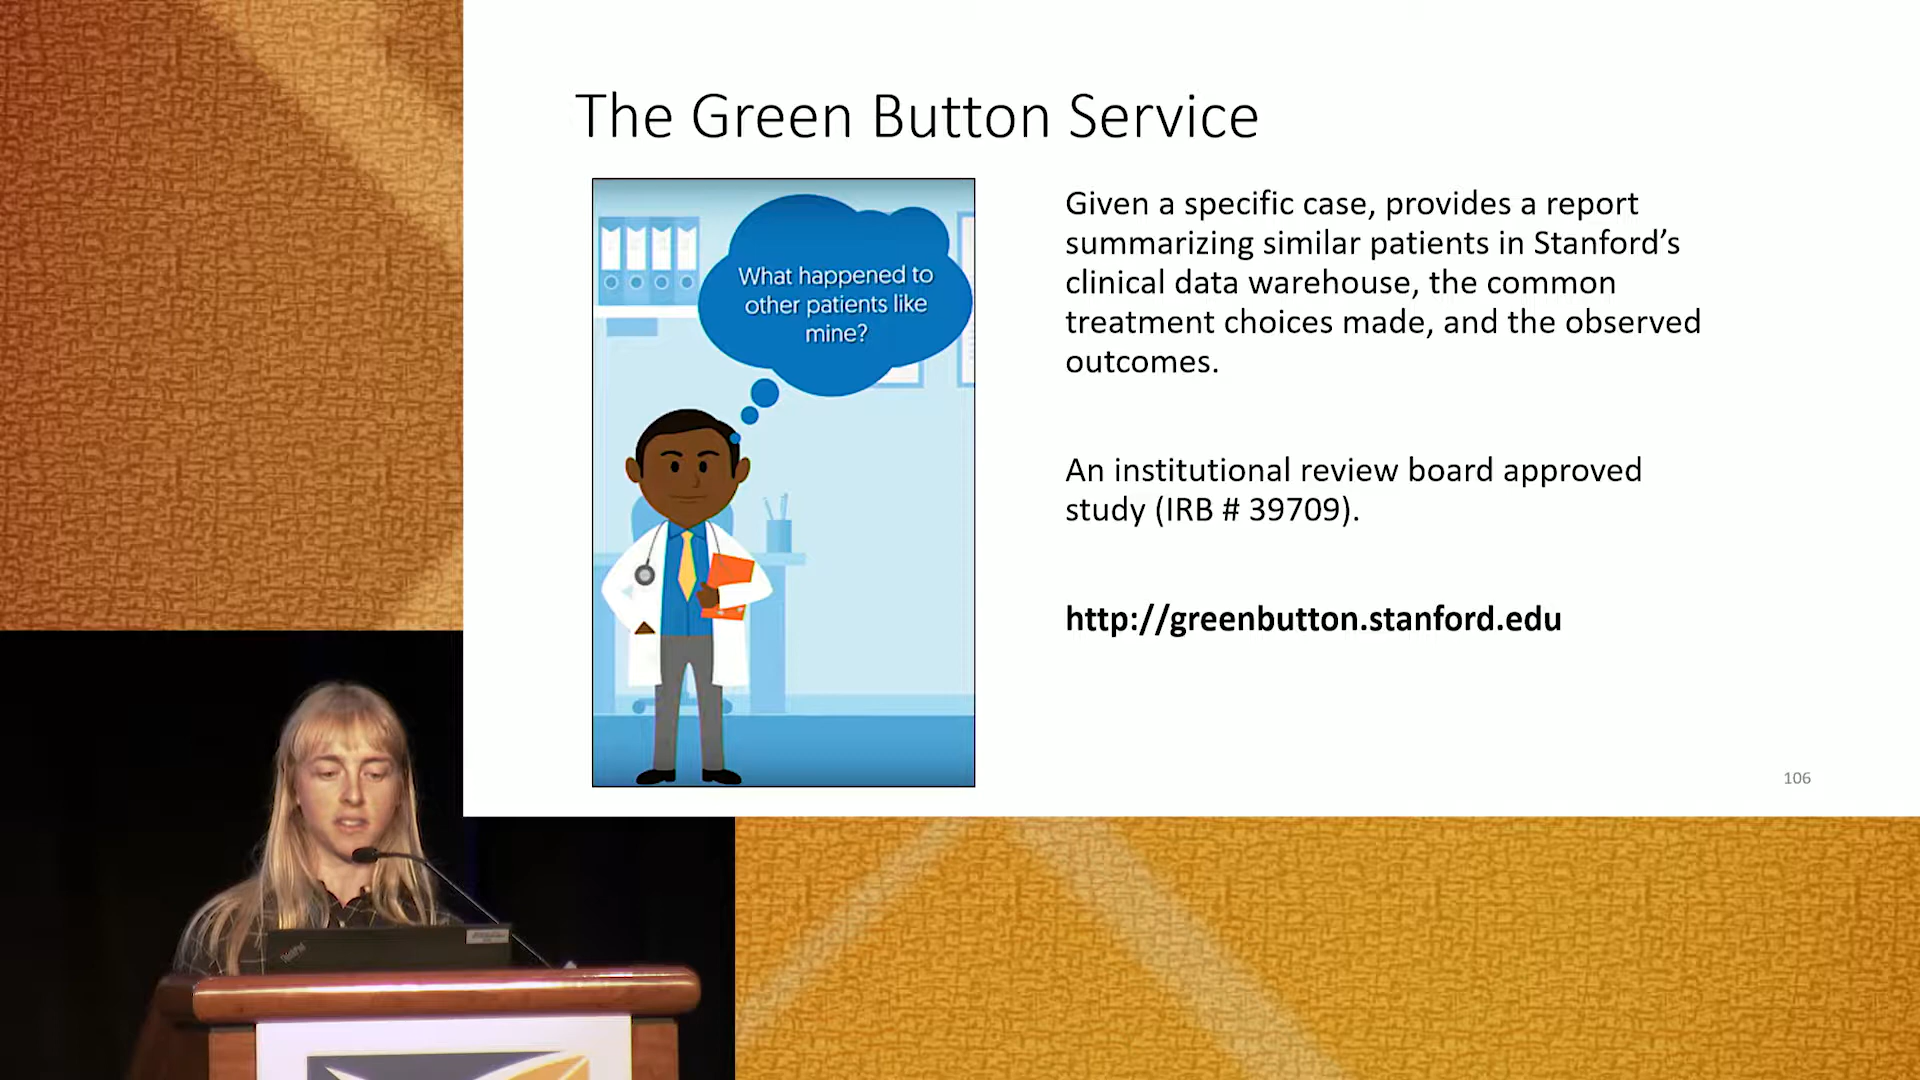 The Green Button Service
What happened to
other patients like
mine?
Given a specific case, provides a report
summarizing similar patients in Stanford’s
clinical data warehouse, the common
treatment choices made, and the observed
outcomes.
An institutional review board approved
study (IRB # 39709).
http://greenbutton.stanford.edu
106
ThinkPad